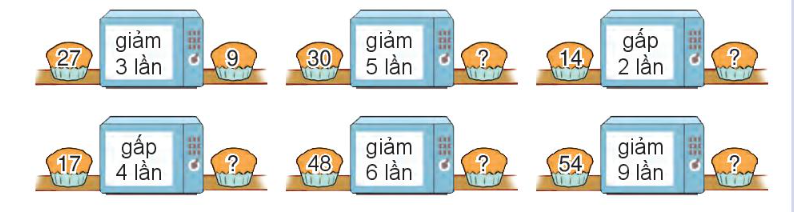 27 giảm 3 lần 9
30 giảm 5 lần ?
14 gấp 2 lần ?
17 gấp 4 lần ?
48 giảm 6 lần ?
54 giảm 9 lần ?